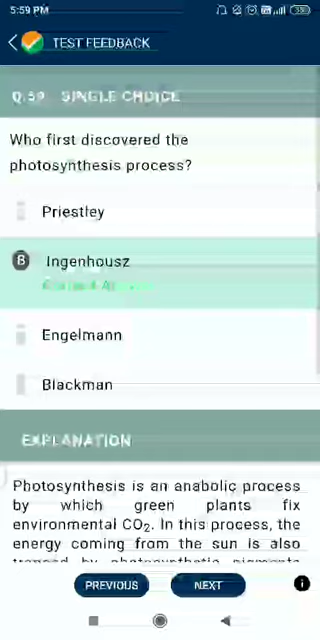 5:59 PM
TEST FEEDBACK
Q.59 SINGLE CHOICE
Who first discovered the
photosynthesis process?
Priestley
B Ingenhousz
Engelmann
Blackman
EXPLANATION
Photosynthesis is an anabolic process
by which green plants fix
environmental CO₂. In this process, the
energy coming from the sun is also
PREVIOUS
NEXT